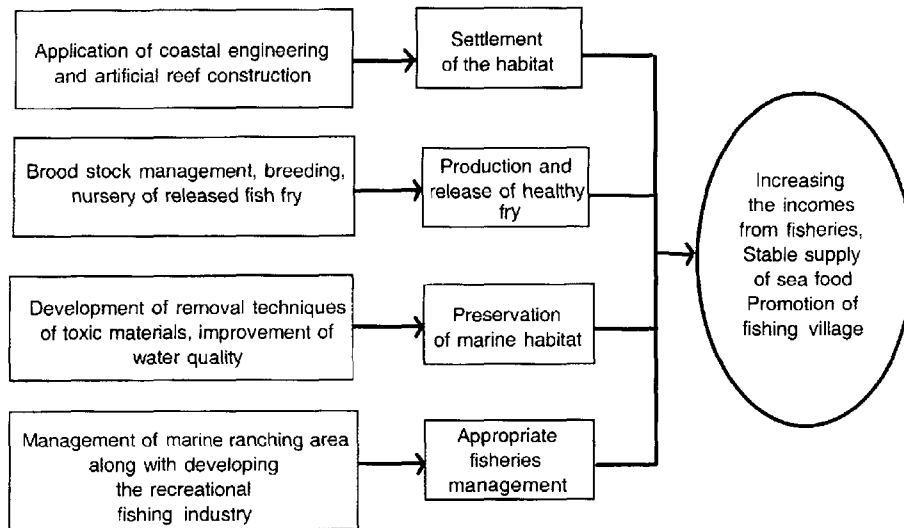 Application of coastal engineering
and artificial reef construction
Settlement
of the habitat
Brood stock management, breeding,
nursery of released fish fry
Production and
release of healthy
fry
Development of removal techniques
of toxic materials, improvement of
water quality
Preservation
of marine habitat
Management of marine ranching area
along with developing
the recreational
fishing industry
Appropriate
fisheries
management
Increasing
the incomes
from fisheries,
Stable supply
of sea food
Promotion of
fishing village